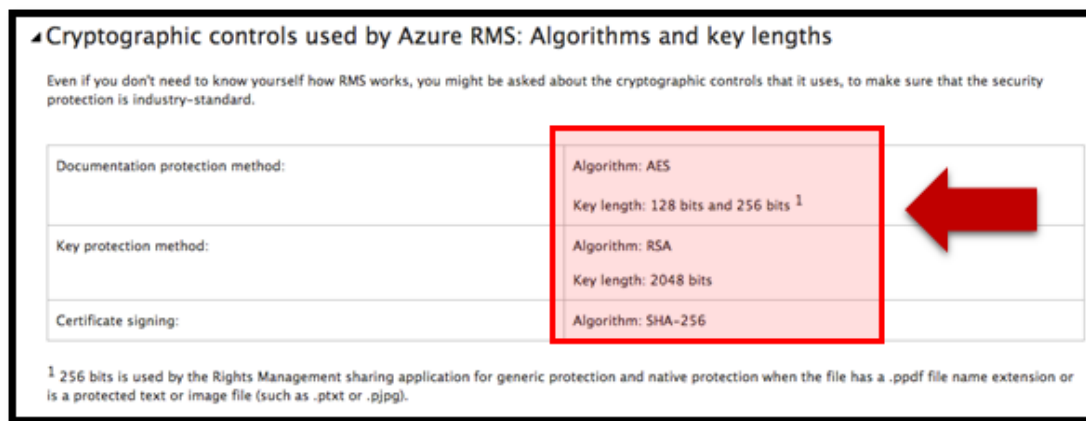 Cryptographic controls used by Azure RMS: Algorithms and key lengths
Even if you don't need to know yourself how RMS works, you might be asked about the cryptographic controls that it uses, to make sure that the security
protection is industry-standard.
Documentation protection method:
Algorithm: AES
Key length: 128 bits and 256 bits 1
Key protection method:
Algorithm: RSA
Key length: 2048 bits
Certificate signing:
Algorithm: SHA-256
1 256 bits is used by the Rights Management sharing application for generic protection and native protection when the file has a .ppdf file name extension or
is a protected text or image file (such as .ptxt or .pjpg).